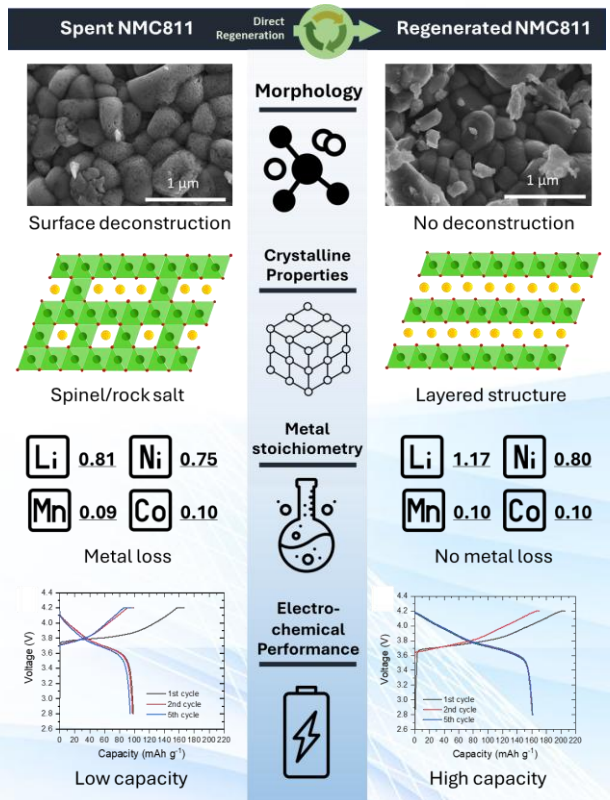 Spent NMC811
Direct
Regeneration
Regenerated NMC811
1 µm
Surface deconstruction
Morphology
1 µm
No deconstruction
Spinel/rock salt
Crystalline
Properties
Layered structure
Li 0.81 Ni 0.75
Mn 0.09 Co 0.10
Metal loss
Metal
stoichiometry
Li 1.17 Ni 0.80
Mn 0.10 Co 0.10
No metal loss
Voltage (V)
4.4
4.2
4.0
3.8
3.6
3.4
3.2
3.0
2.8
2.6
1st cycle
2nd cycle
5th cycle
0 20 40 60 80 100 120 140 160 180 200 220
Capacity (mAh g⁻¹)
Low capacity
Electro-
chemical
Performance
Voltage (V)
4.4
4.2
4.0
3.8
3.6
3.4
3.2
3.0
2.8
2.6
1st cycle
2nd cycle
5th cycle
0 20 40 60 80 100 120 140 160 180 200 220
Capacity (mAh g⁻¹)
High capacity